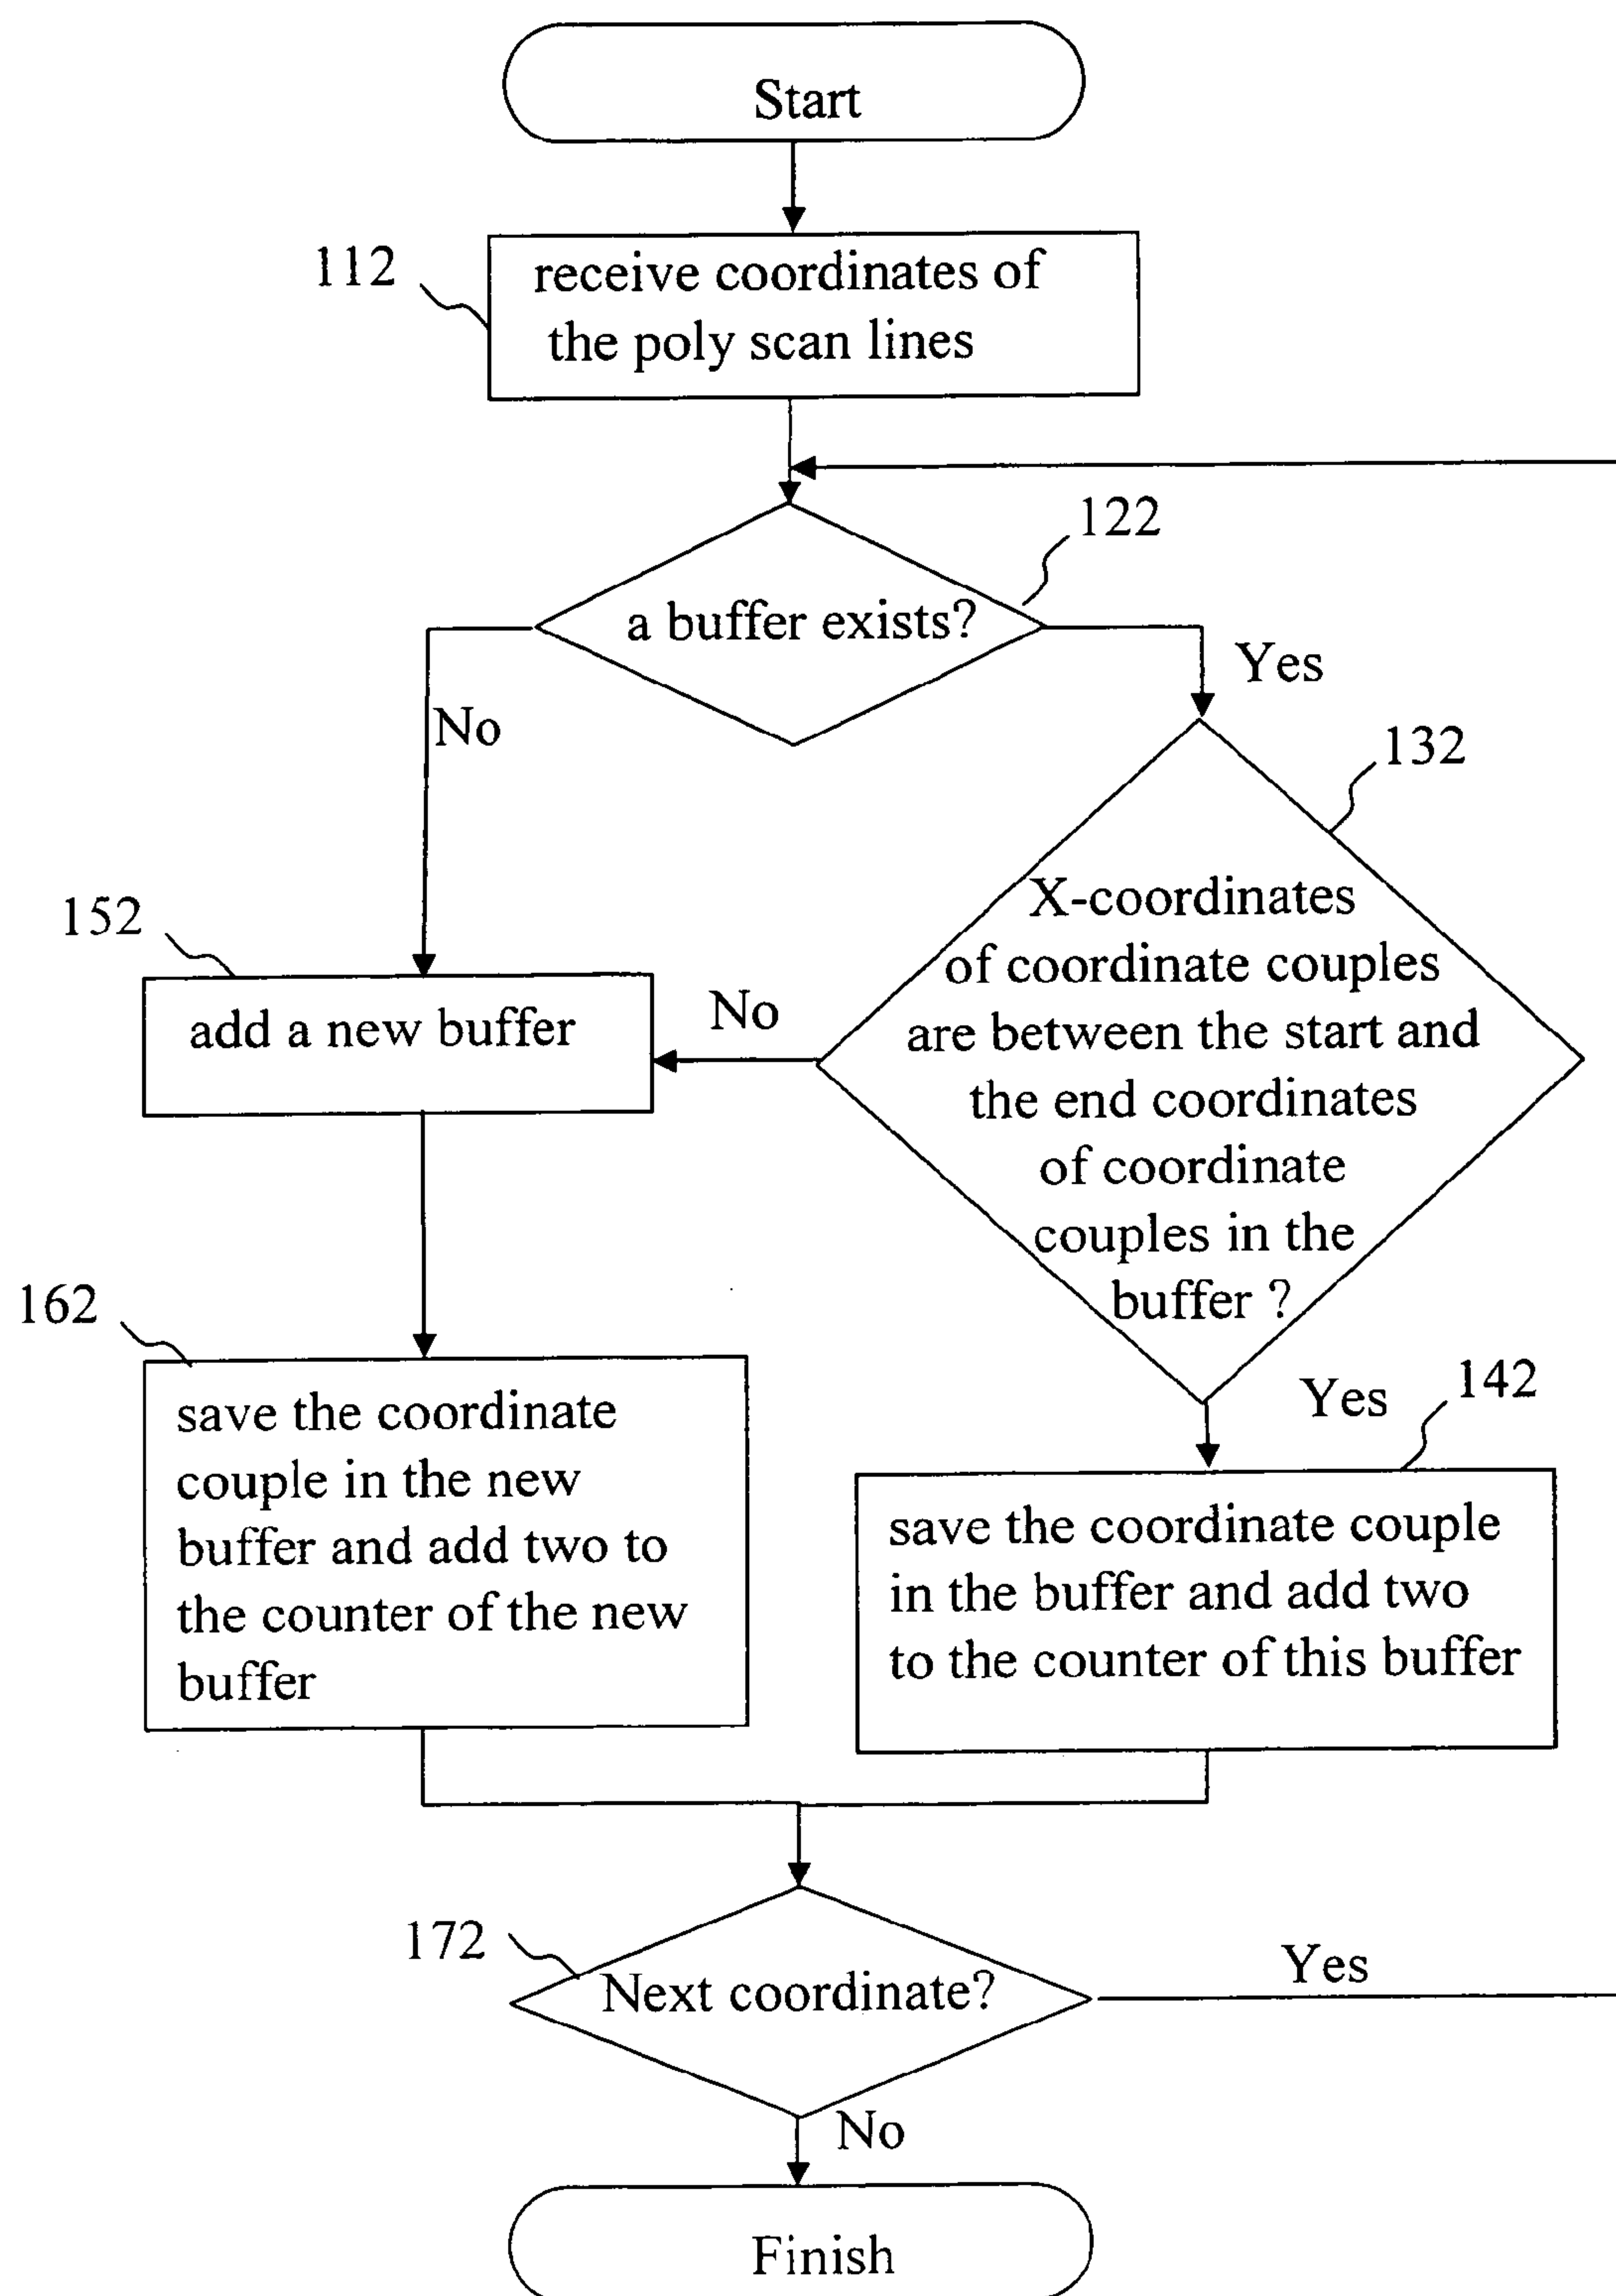 Start
112
receive coordinates of
the poly scan lines
122
a buffer exists?
Yes
No
132
X-coordinates
of coordinate couples
are between the start and
the end coordinates
of coordinate
couples in the
buffer ?
152
add a new buffer
No
162
save the coordinate
couple in the new
buffer and add two to
the counter of the new
buffer
Yes
142
save the coordinate couple
in the buffer and add two
to the counter of this buffer
172
Next coordinate?
Yes
No
Finish